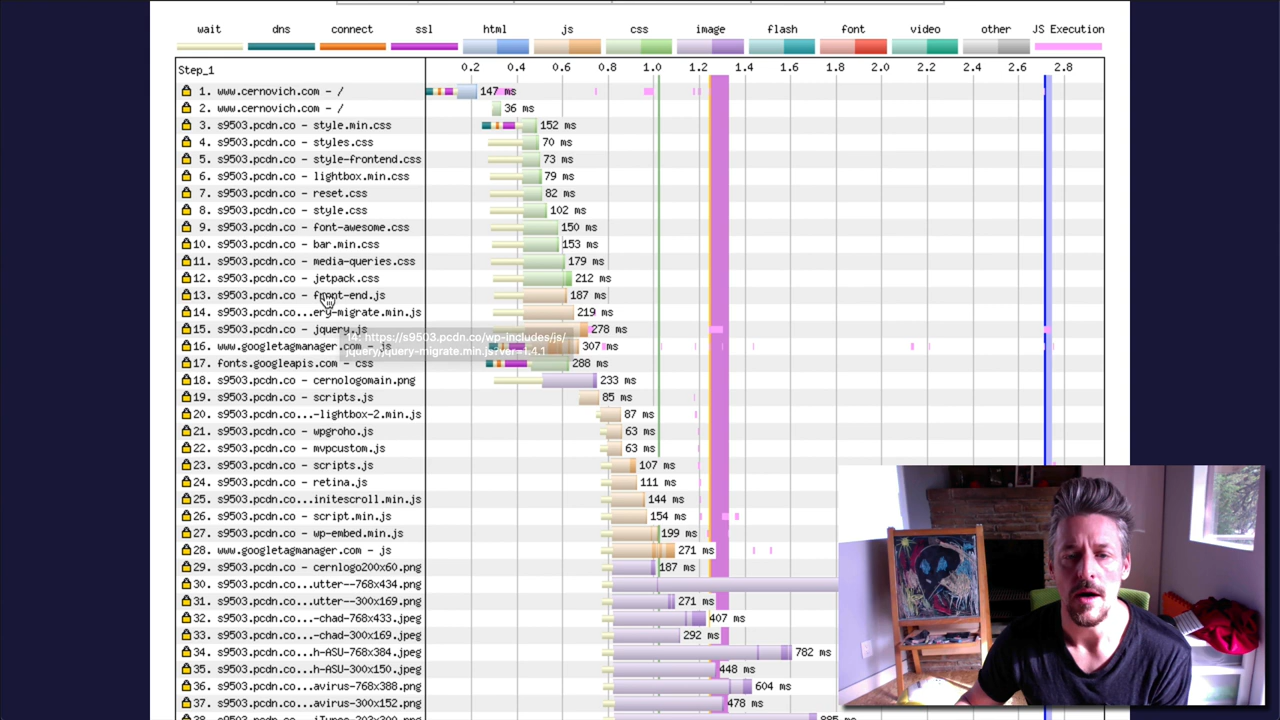 wait dns connect ssl html js css image flash font video other JS Execution
Step_1 0.2 0.4 0.6 0.8 1.0 1.2 1.4 1.6 1.8 2.0 2.2 2.4 2.6 2.8
1. www.cernovich.com - / 147 ms
2. www.cernovich.com - / 36 ms
3. s9503.pcdn.co - style.min.css 152 ms
4. s9503.pcdn.co - styles.css 70 ms
5. s9503.pcdn.co - style-frontend.css 73 ms
6. s9503.pcdn.co - lightbox.min.css 79 ms
7. s9503.pcdn.co - reset.css 82 ms
8. s9503.pcdn.co - style.css 102 ms
9. s9503.pcdn.co - font-awesome.css 150 ms
10. s9503.pcdn.co - bar.min.css 153 ms
11. s9503.pcdn.co - media-queries.css 179 ms
12. s9503.pcdn.co - jetpack.css 212 ms
13. s9503.pcdn.co - front-end.js 187 ms
14. s9503.pcdn.co...ery-migrate.min.js 219 ms
15. s9503.pcdn.co - jquery.js 278 ms
14: https://s9503.pcdn.co/wp-includes/js/
jquery/jquery-migrate.min.js?ver=1.4.1
16. www.googletagmanager.com - js 307 ms
17. fonts.googleapis.com - css 288 ms
18. s9503.pcdn.co - cernologomain.png 233 ms
19. s9503.pcdn.co - scripts.js 85 ms
20. s9503.pcdn.co...-lightbox-2.min.js 87 ms
21. s9503.pcdn.co - wpgroho.js 63 ms
22. s9503.pcdn.co - mvpcustom.js 63 ms
23. s9503.pcdn.co - scripts.js 107 ms
24. s9503.pcdn.co - retina.js 111 ms
25. s9503.pcdn.co...initescroll.min.js 144 ms
26. s9503.pcdn.co - script.min.js 154 ms
27. s9503.pcdn.co - wp-embed.min.js 199 ms
28. www.googletagmanager.com - js 271 ms
29. s9503.pcdn.co - cernlogo200x60.png 187 ms
30. s9503.pcdn.co...utter--768x434.png
31. s9503.pcdn.co...utter--300x169.png 271 ms
32. s9503.pcdn.co...-chad-768x433.jpeg 407 ms
33. s9503.pcdn.co...-chad-300x169.jpeg 292 ms
34. s9503.pcdn.co...h-ASU-768x384.jpeg 782 ms
35. s9503.pcdn.co...h-ASU-300x150.jpeg 448 ms
36. s9503.pcdn.co...avirus-768x388.png 604 ms
37. s9503.pcdn.co...avirus-300x152.png 478 ms